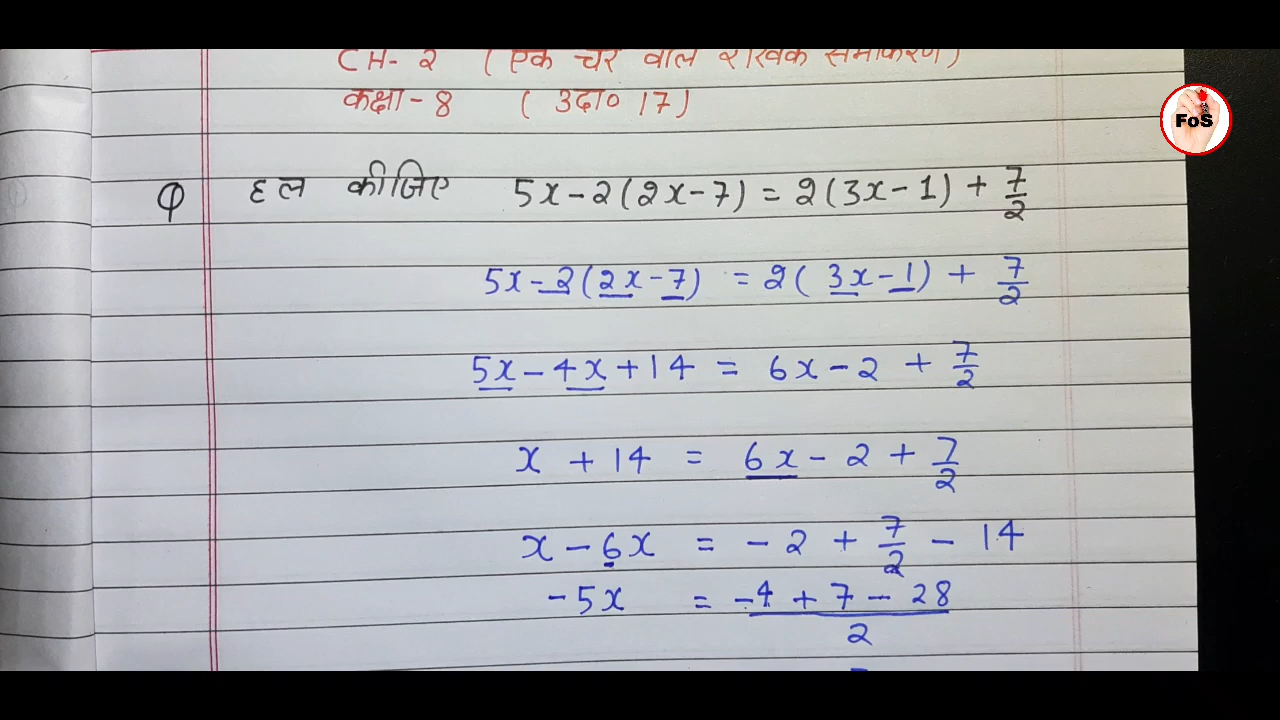 CH- २ ( एक चर वाले रैखिक समीकरण)
कक्षा - 8 ( उदा० 17)
FoS
Q हल कीजिए 5x - 2 (2x - 7) = 2 (3x - 1) + 7/2
5x - 2 (2x - 7) = 2 ( 3x - 1) + 7/2
5x - 4x + 14 = 6x - 2 + 7/2
x + 14 = 6x - 2 + 7/2
x - 6x = - 2 + 7/2 - 14
- 5x = (-4 + 7 - 28)/2